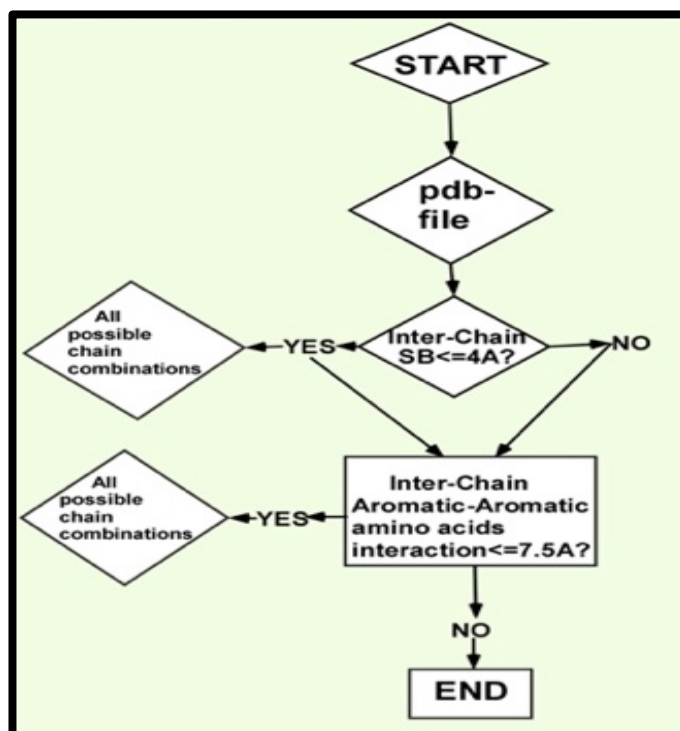 START
pdb-
file
Inter-Chain
SB<=4A?
YES
NO
All
possible
chain
combinations
Inter-Chain
Aromatic-Aromatic
amino acids
interaction<=7.5A?
YES
All
possible
chain
combinations
NO
END